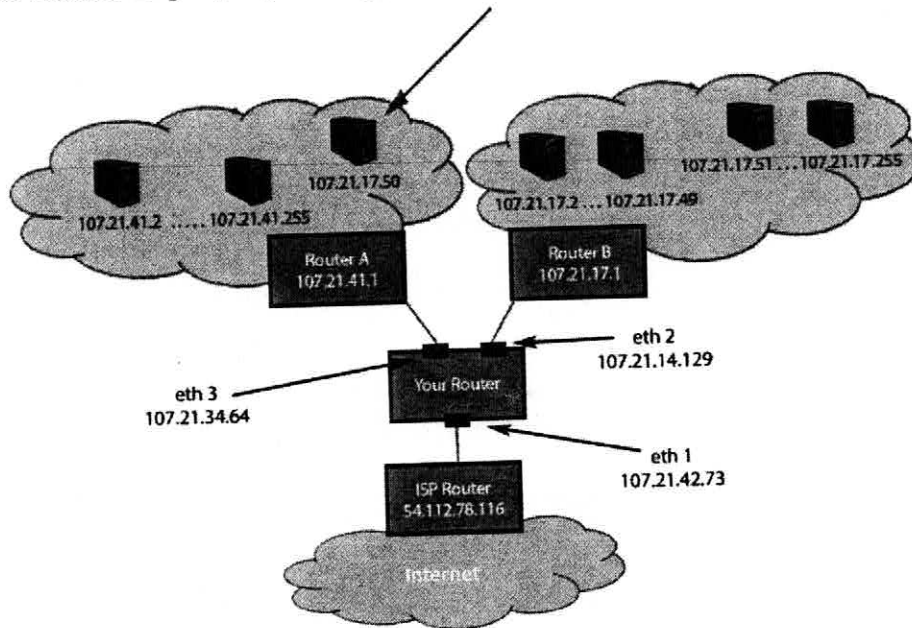 107.21.17.50
107.21.41.2 ..... 107.21.41.255
107.21.17.2 ... 107.21.17.49
107.21.17.51 ... 107.21.17.255
Router A
107.21.41.1
Router B
107.21.17.1
eth 2
107.21.14.129
eth 3
107.21.34.64
Your Router
eth 1
107.21.42.73
ISP Router
54.112.78.116
Internet